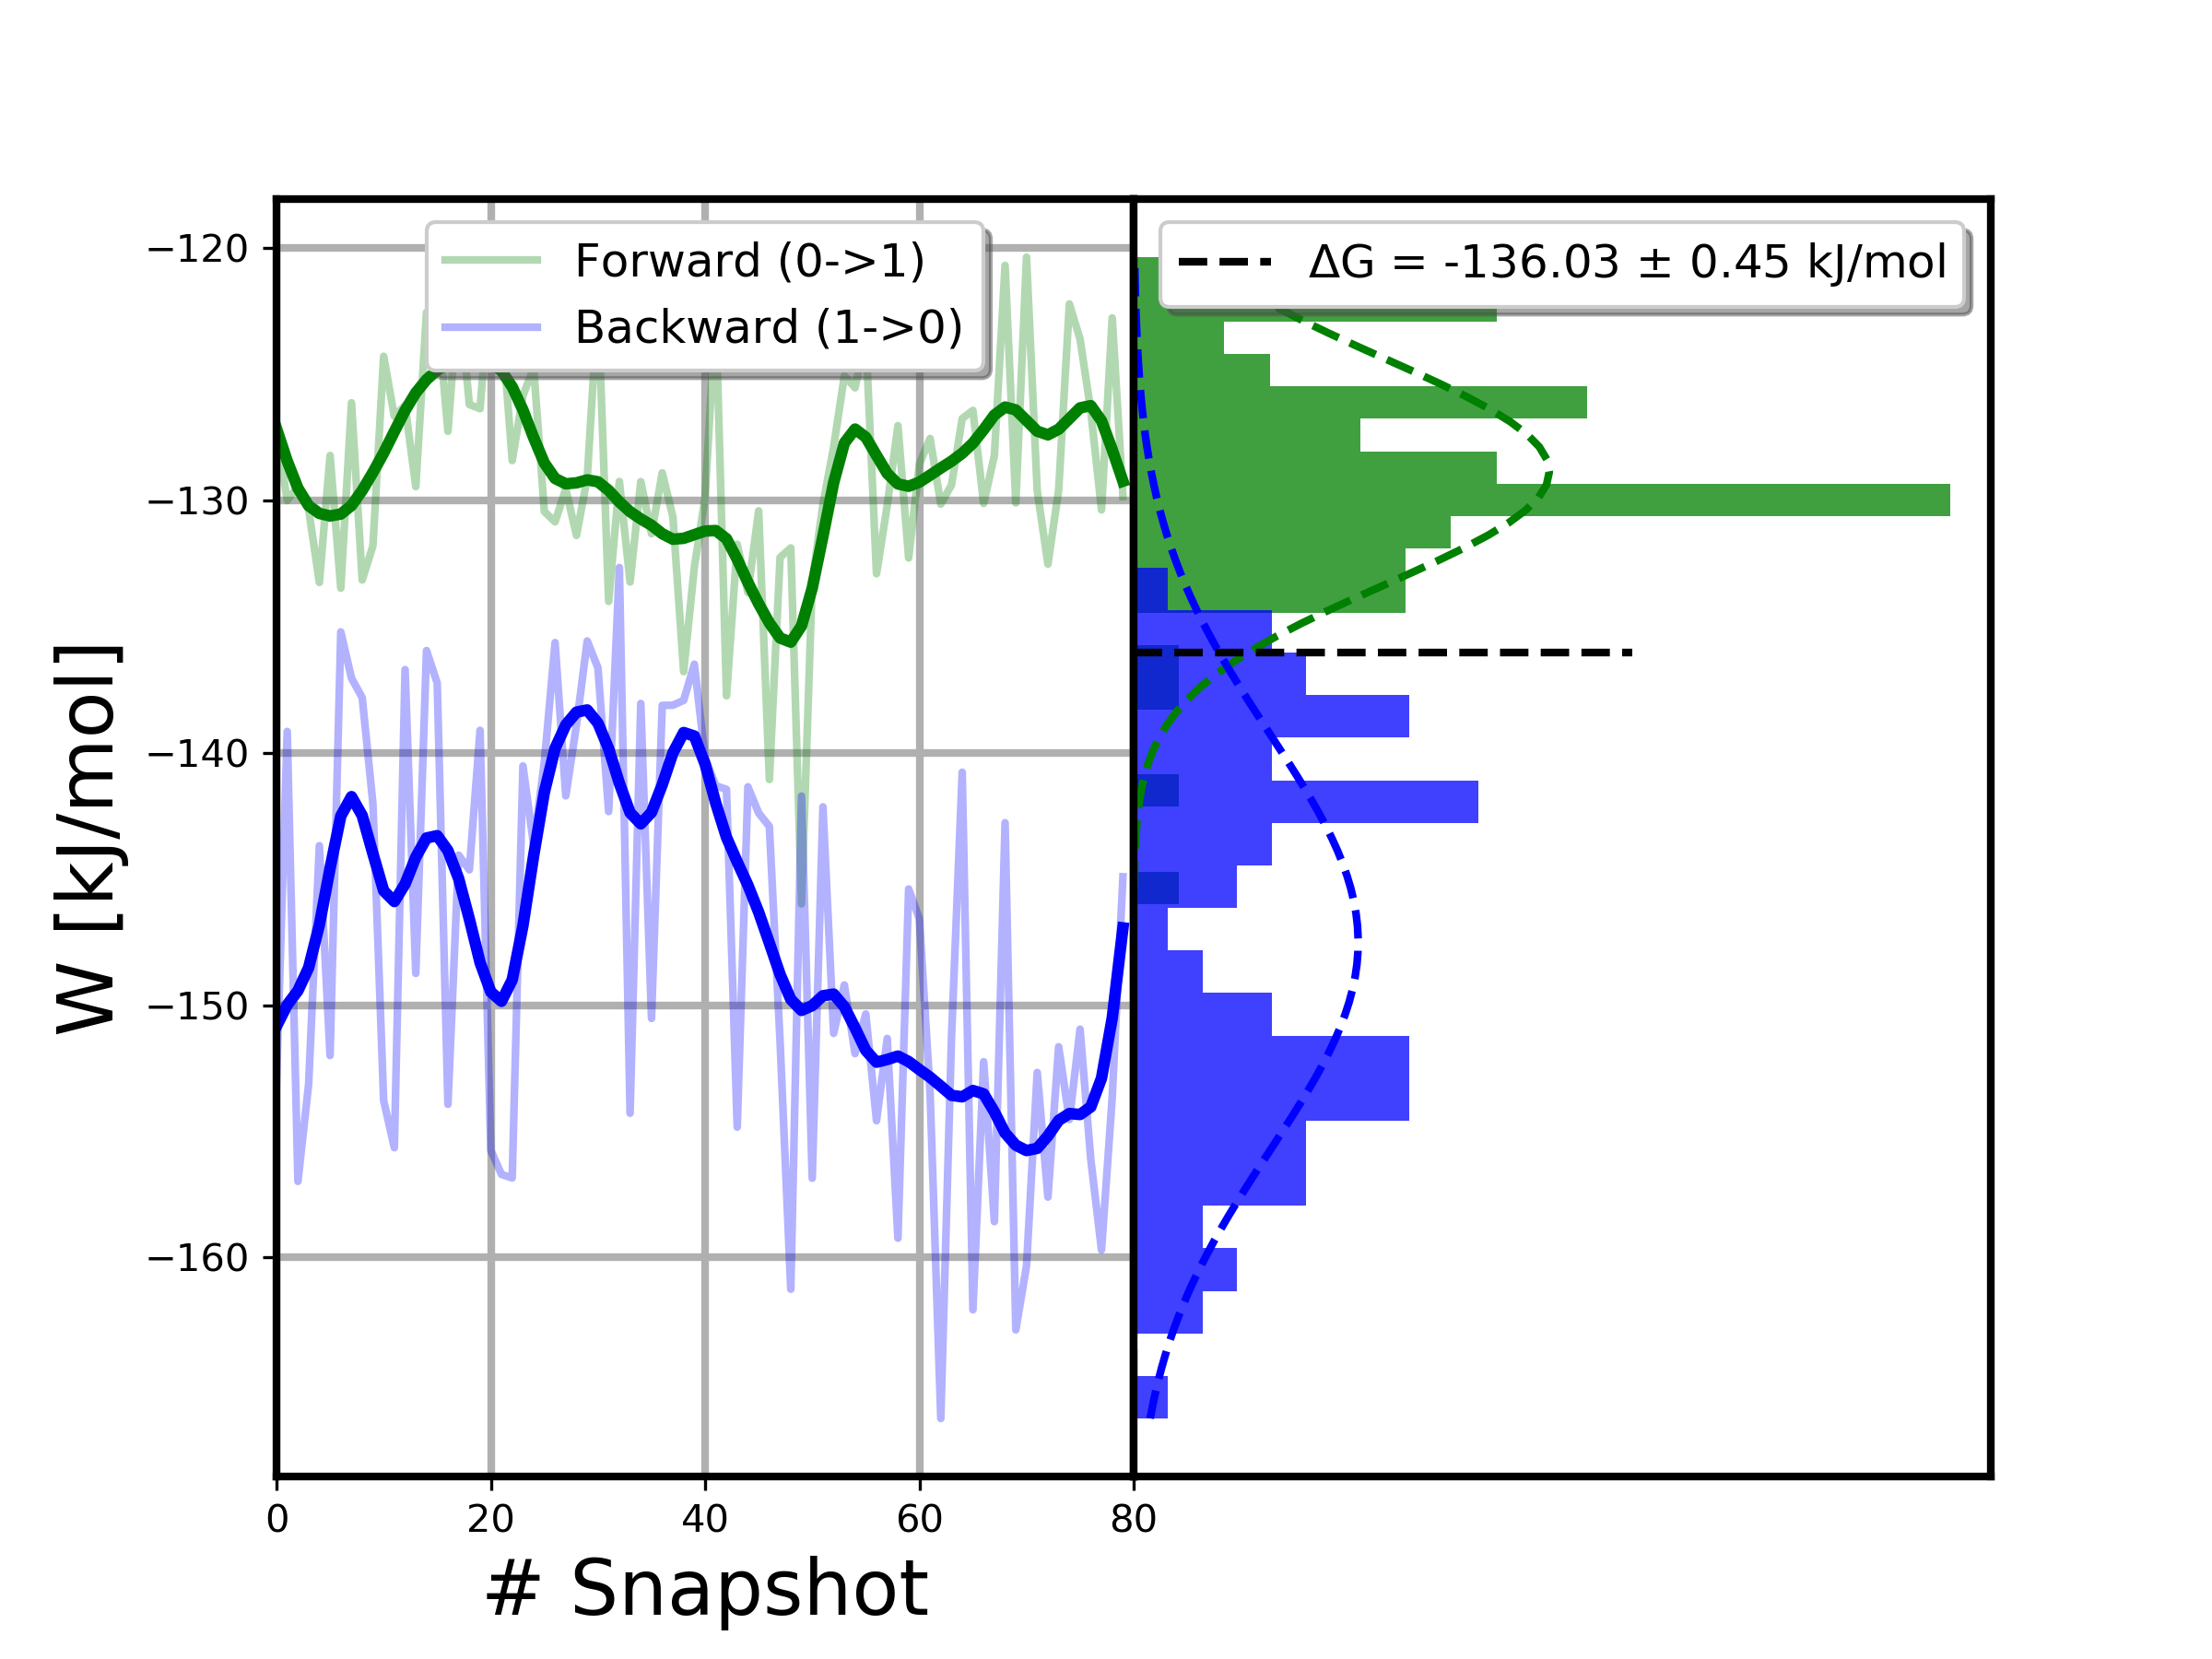 Forward (0->1)
Backward (1->0)
ΔG = -136.03 ± 0.45 kJ/mol
W [kJ/mol]
−120
−130
−140
−150
−160
0 20 40 60 80
# Snapshot